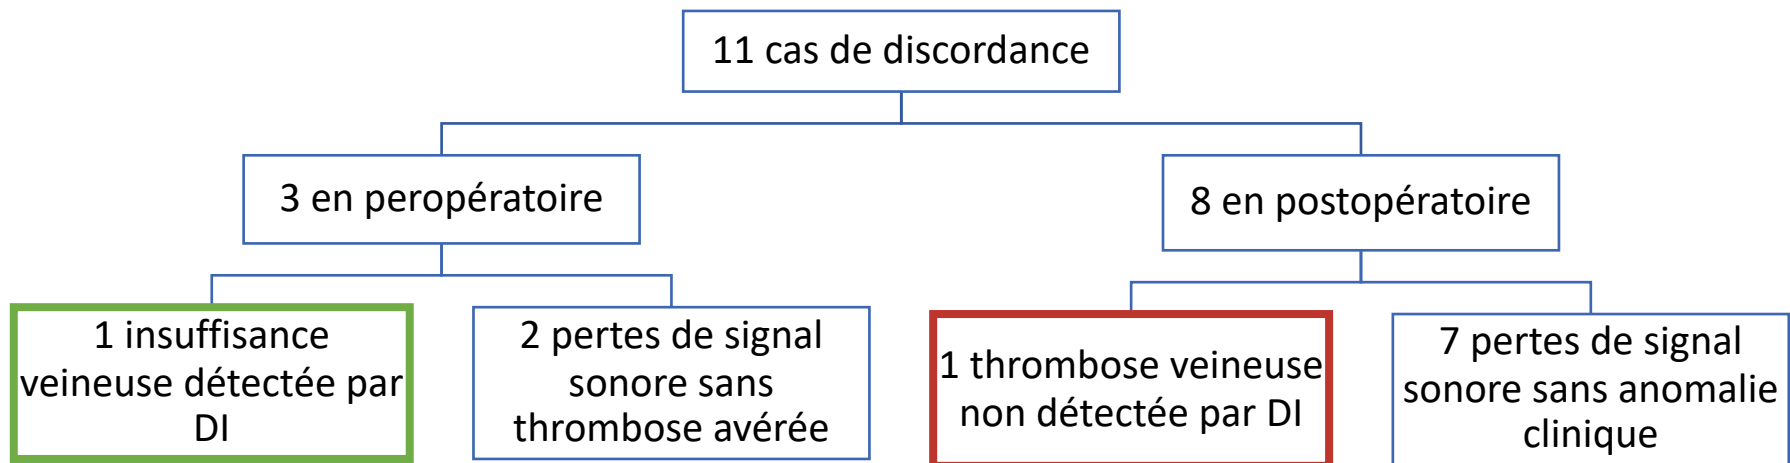 11 cas de discordance
3 en peropératoire
8 en postopératoire
1 insuffisance
veineuse détectée par
DI
2 pertes de signal
sonore sans
thrombose avérée
1 thrombose veineuse
non détectée par DI
7 pertes de signal
sonore sans anomalie
clinique